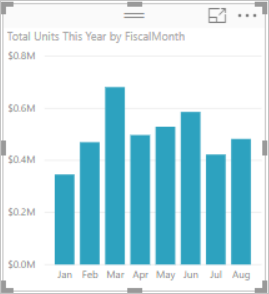 Total Units This Year by FiscalMonth
$0.8M
$0.6M
$0.4M
$0.2M
$0.0M
Jan Feb Mar Apr May Jun Jul Aug